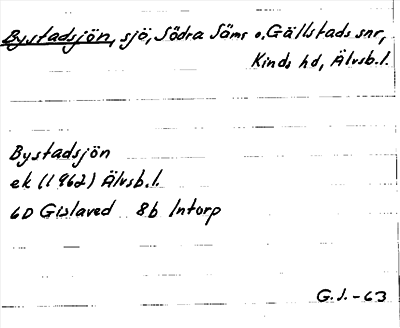 Bystadsjön, sjö, Södra Säms o. Gällstads snr,
Kinds hd, Älvsb. l.
Bystadsjön
ek (1962) Älvsb. l.
6D Gislaved 8b Intorp
G. J. - 63